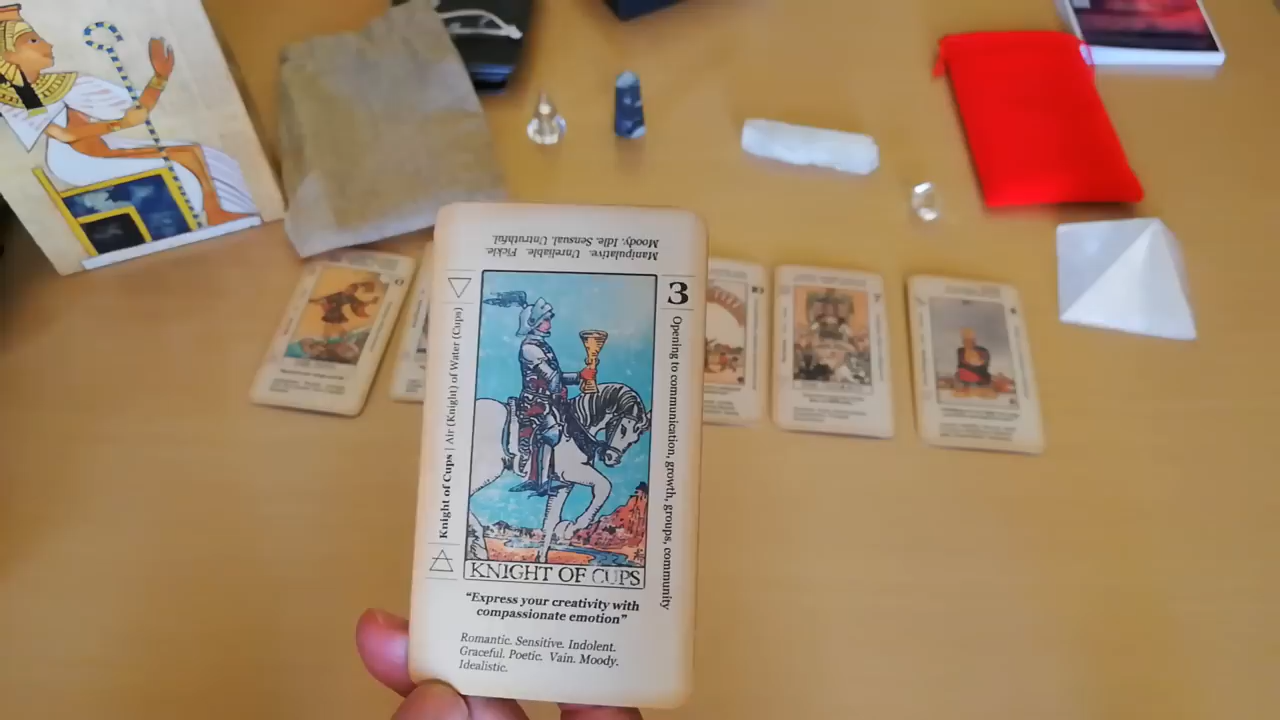 Manipulative. Unreliable. Fickle.
Moody. Idle. Sensual. Untruthful.
3
Knight of Cups | Air (Knight) of Water (Cups)
Opening to communication, growth, groups, community
KNIGHT OF CUPS
“Express your creativity with
compassionate emotion”
Romantic. Sensitive. Indolent.
Graceful. Poetic. Vain. Moody.
Idealistic.